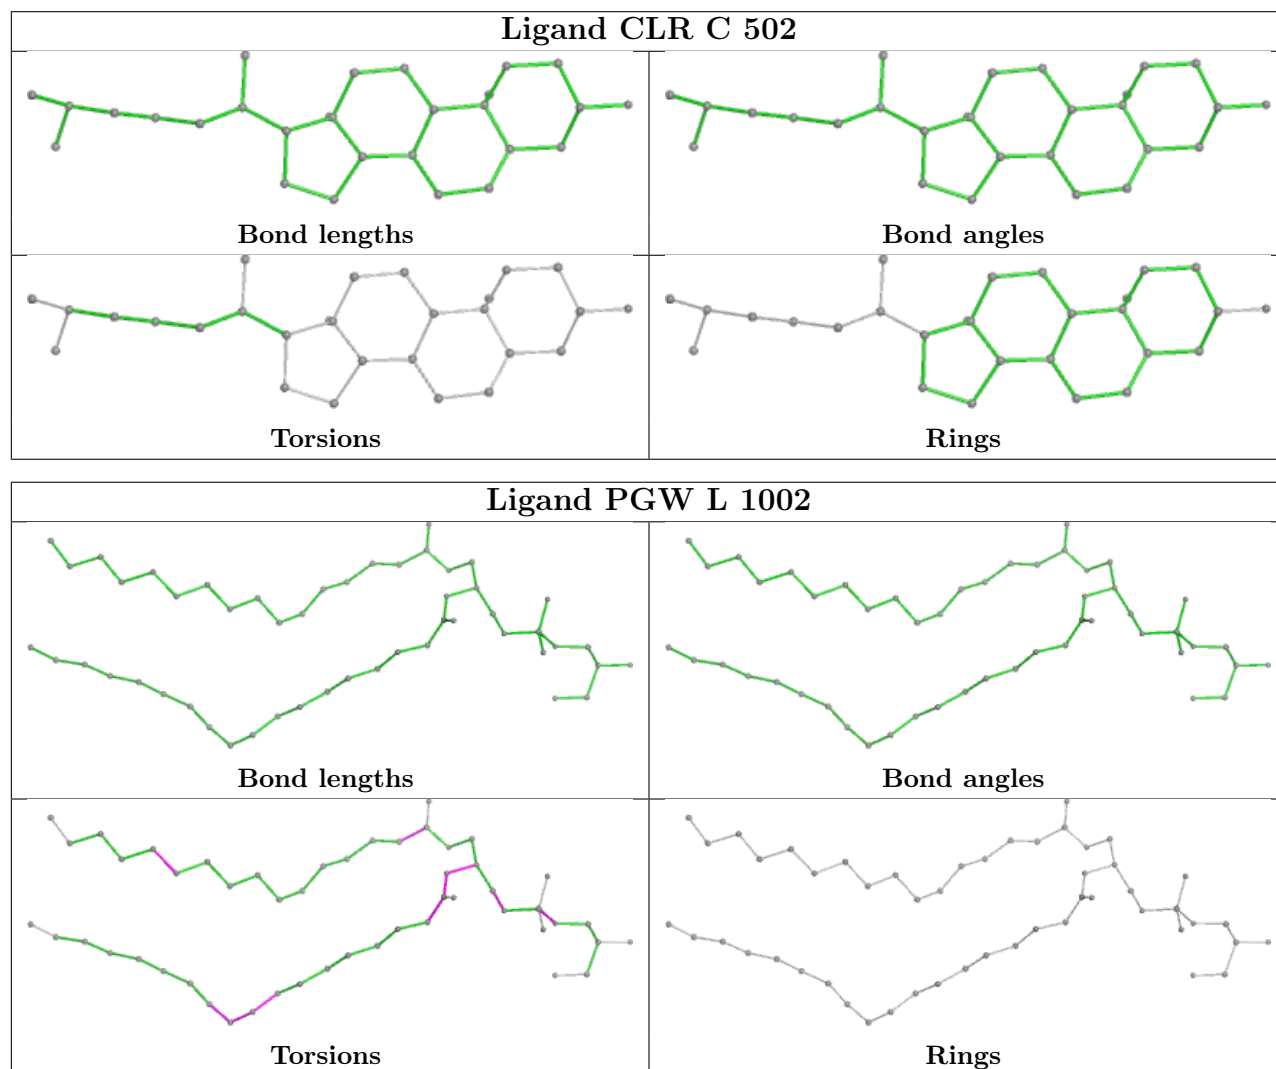 Ligand CLR C 502
Bond lengths
Bond angles
Torsions
Rings
Ligand PGW L 1002
Bond lengths
Bond angles
Torsions
Rings